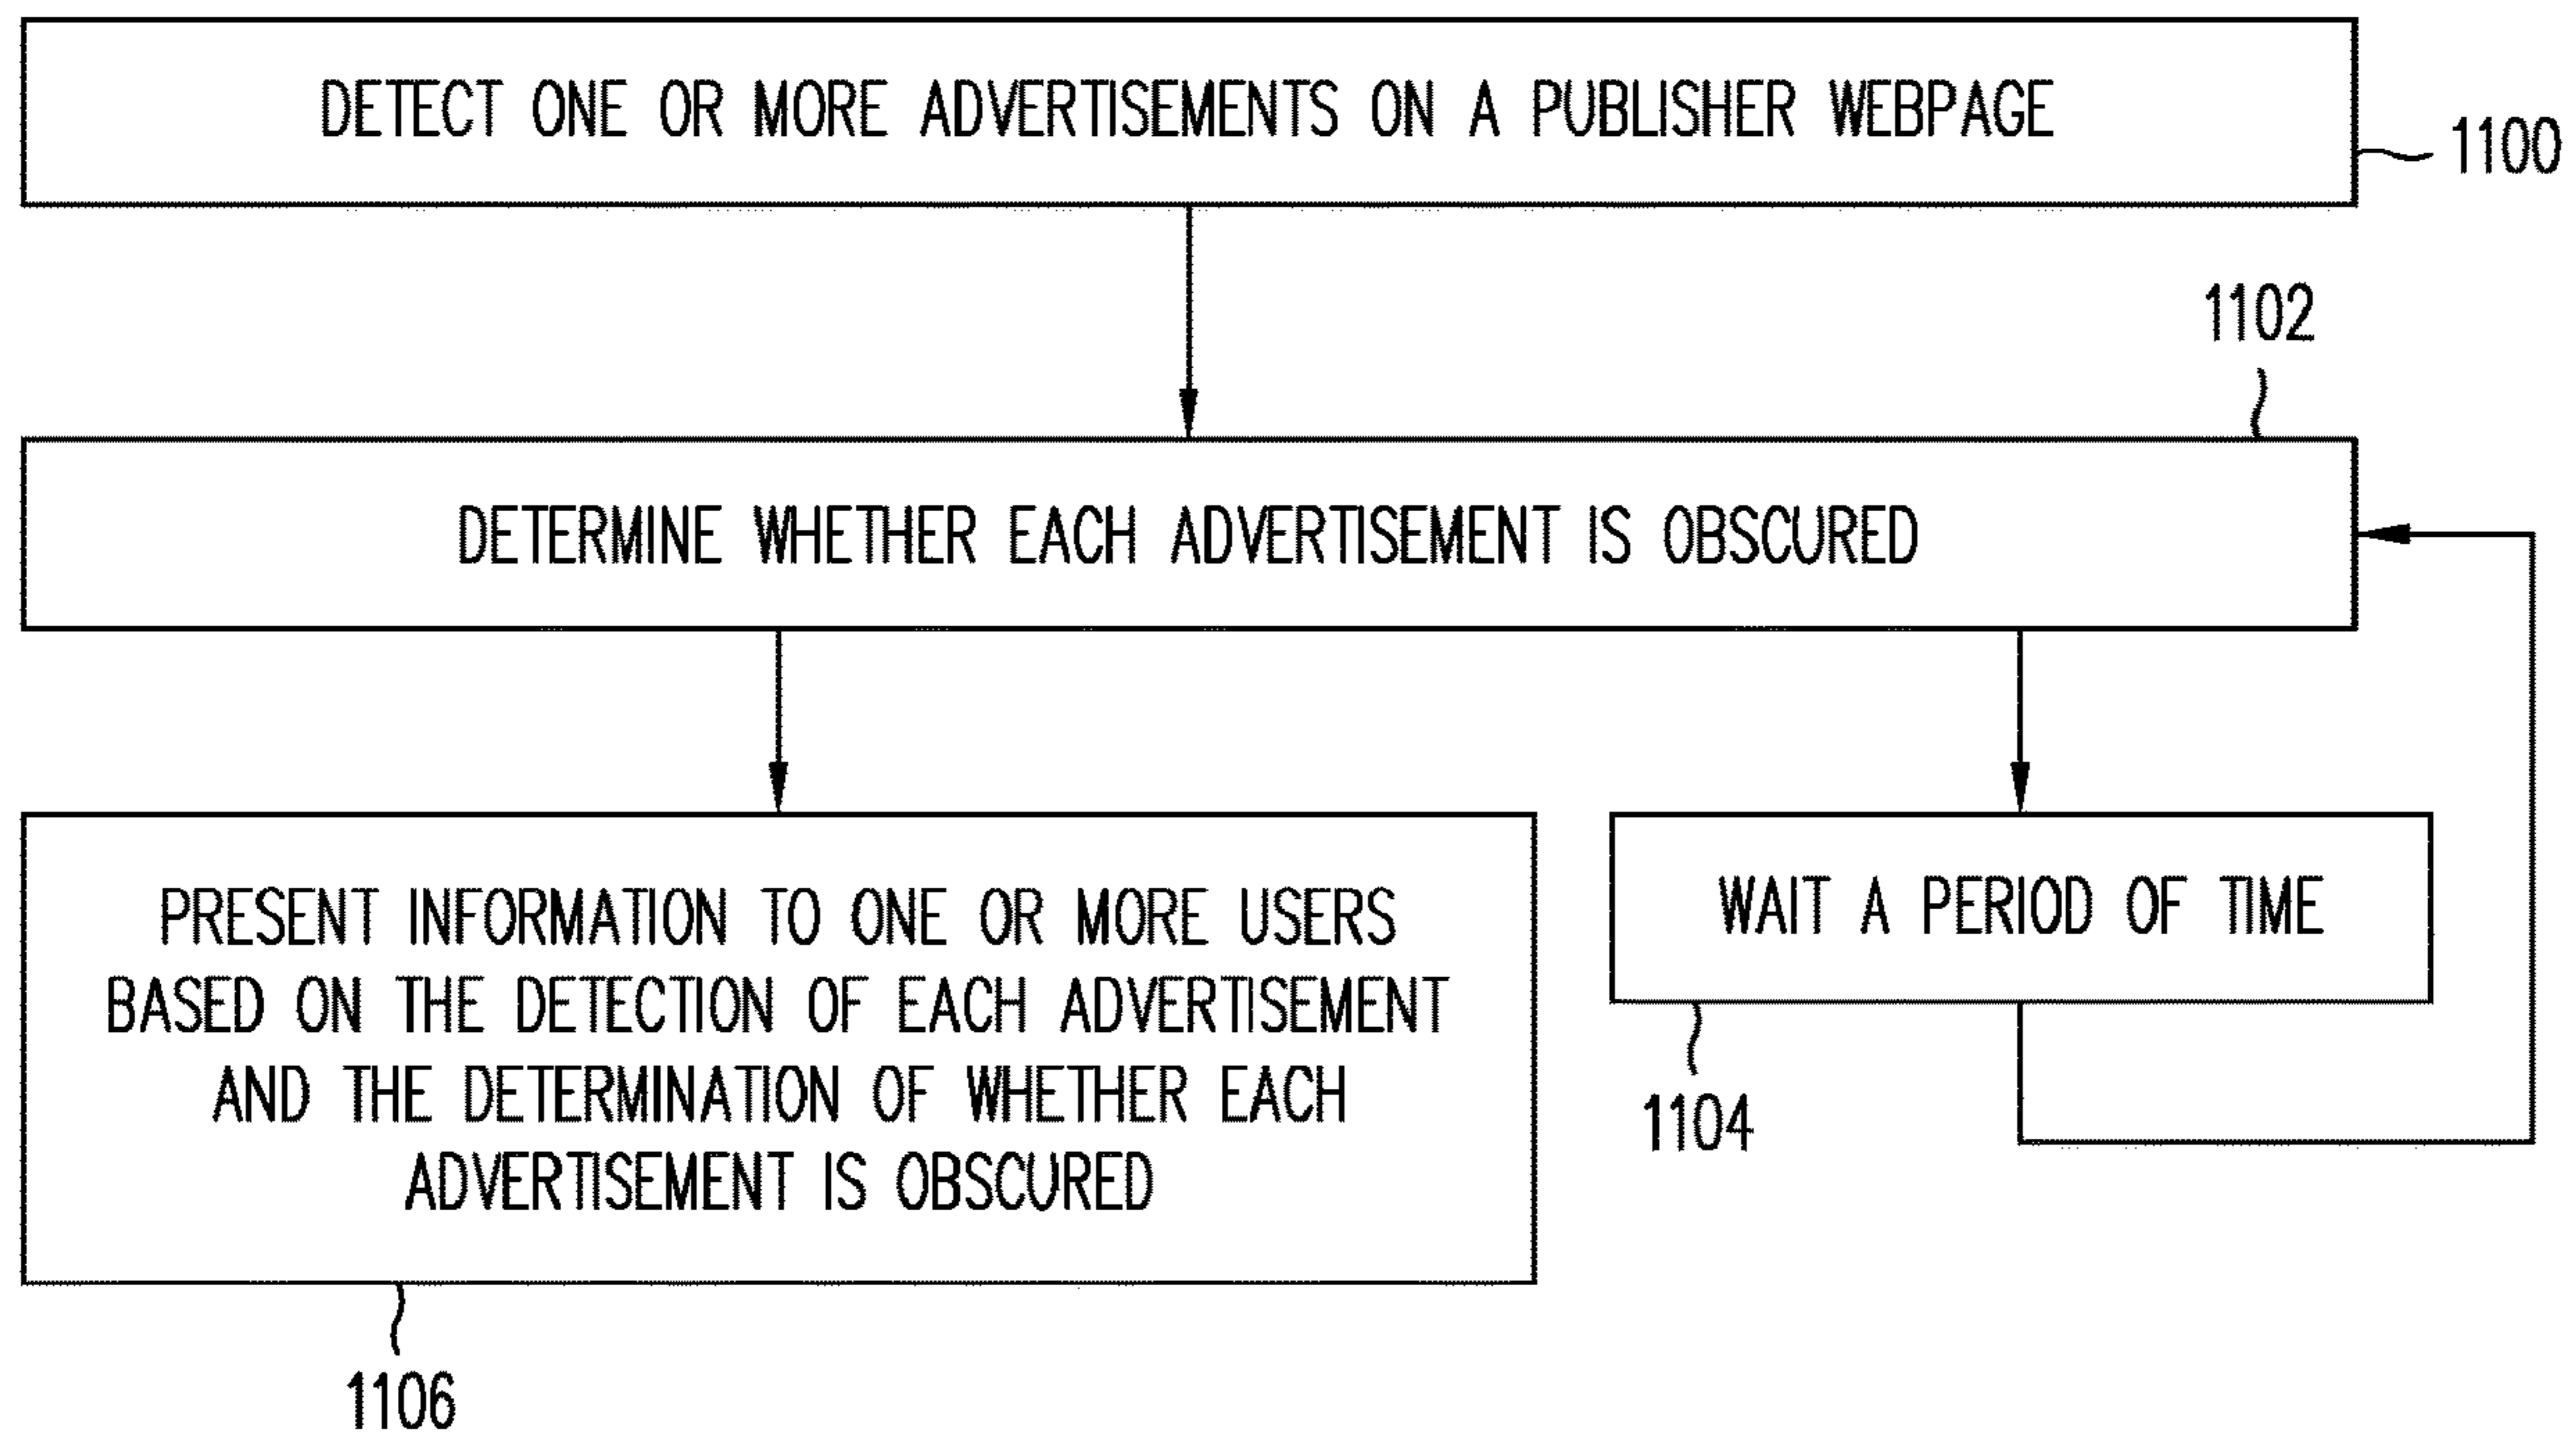 DETECT ONE OR MORE ADVERTISEMENTS ON A PUBLISHER WEBPAGE
1100
1102
DETERMINE WHETHER EACH ADVERTISEMENT IS OBSCURED
PRESENT INFORMATION TO ONE OR MORE USERS
BASED ON THE DETECTION OF EACH ADVERTISEMENT
AND THE DETERMINATION OF WHETHER EACH
ADVERTISEMENT IS OBSCURED
WAIT A PERIOD OF TIME
1104
1106